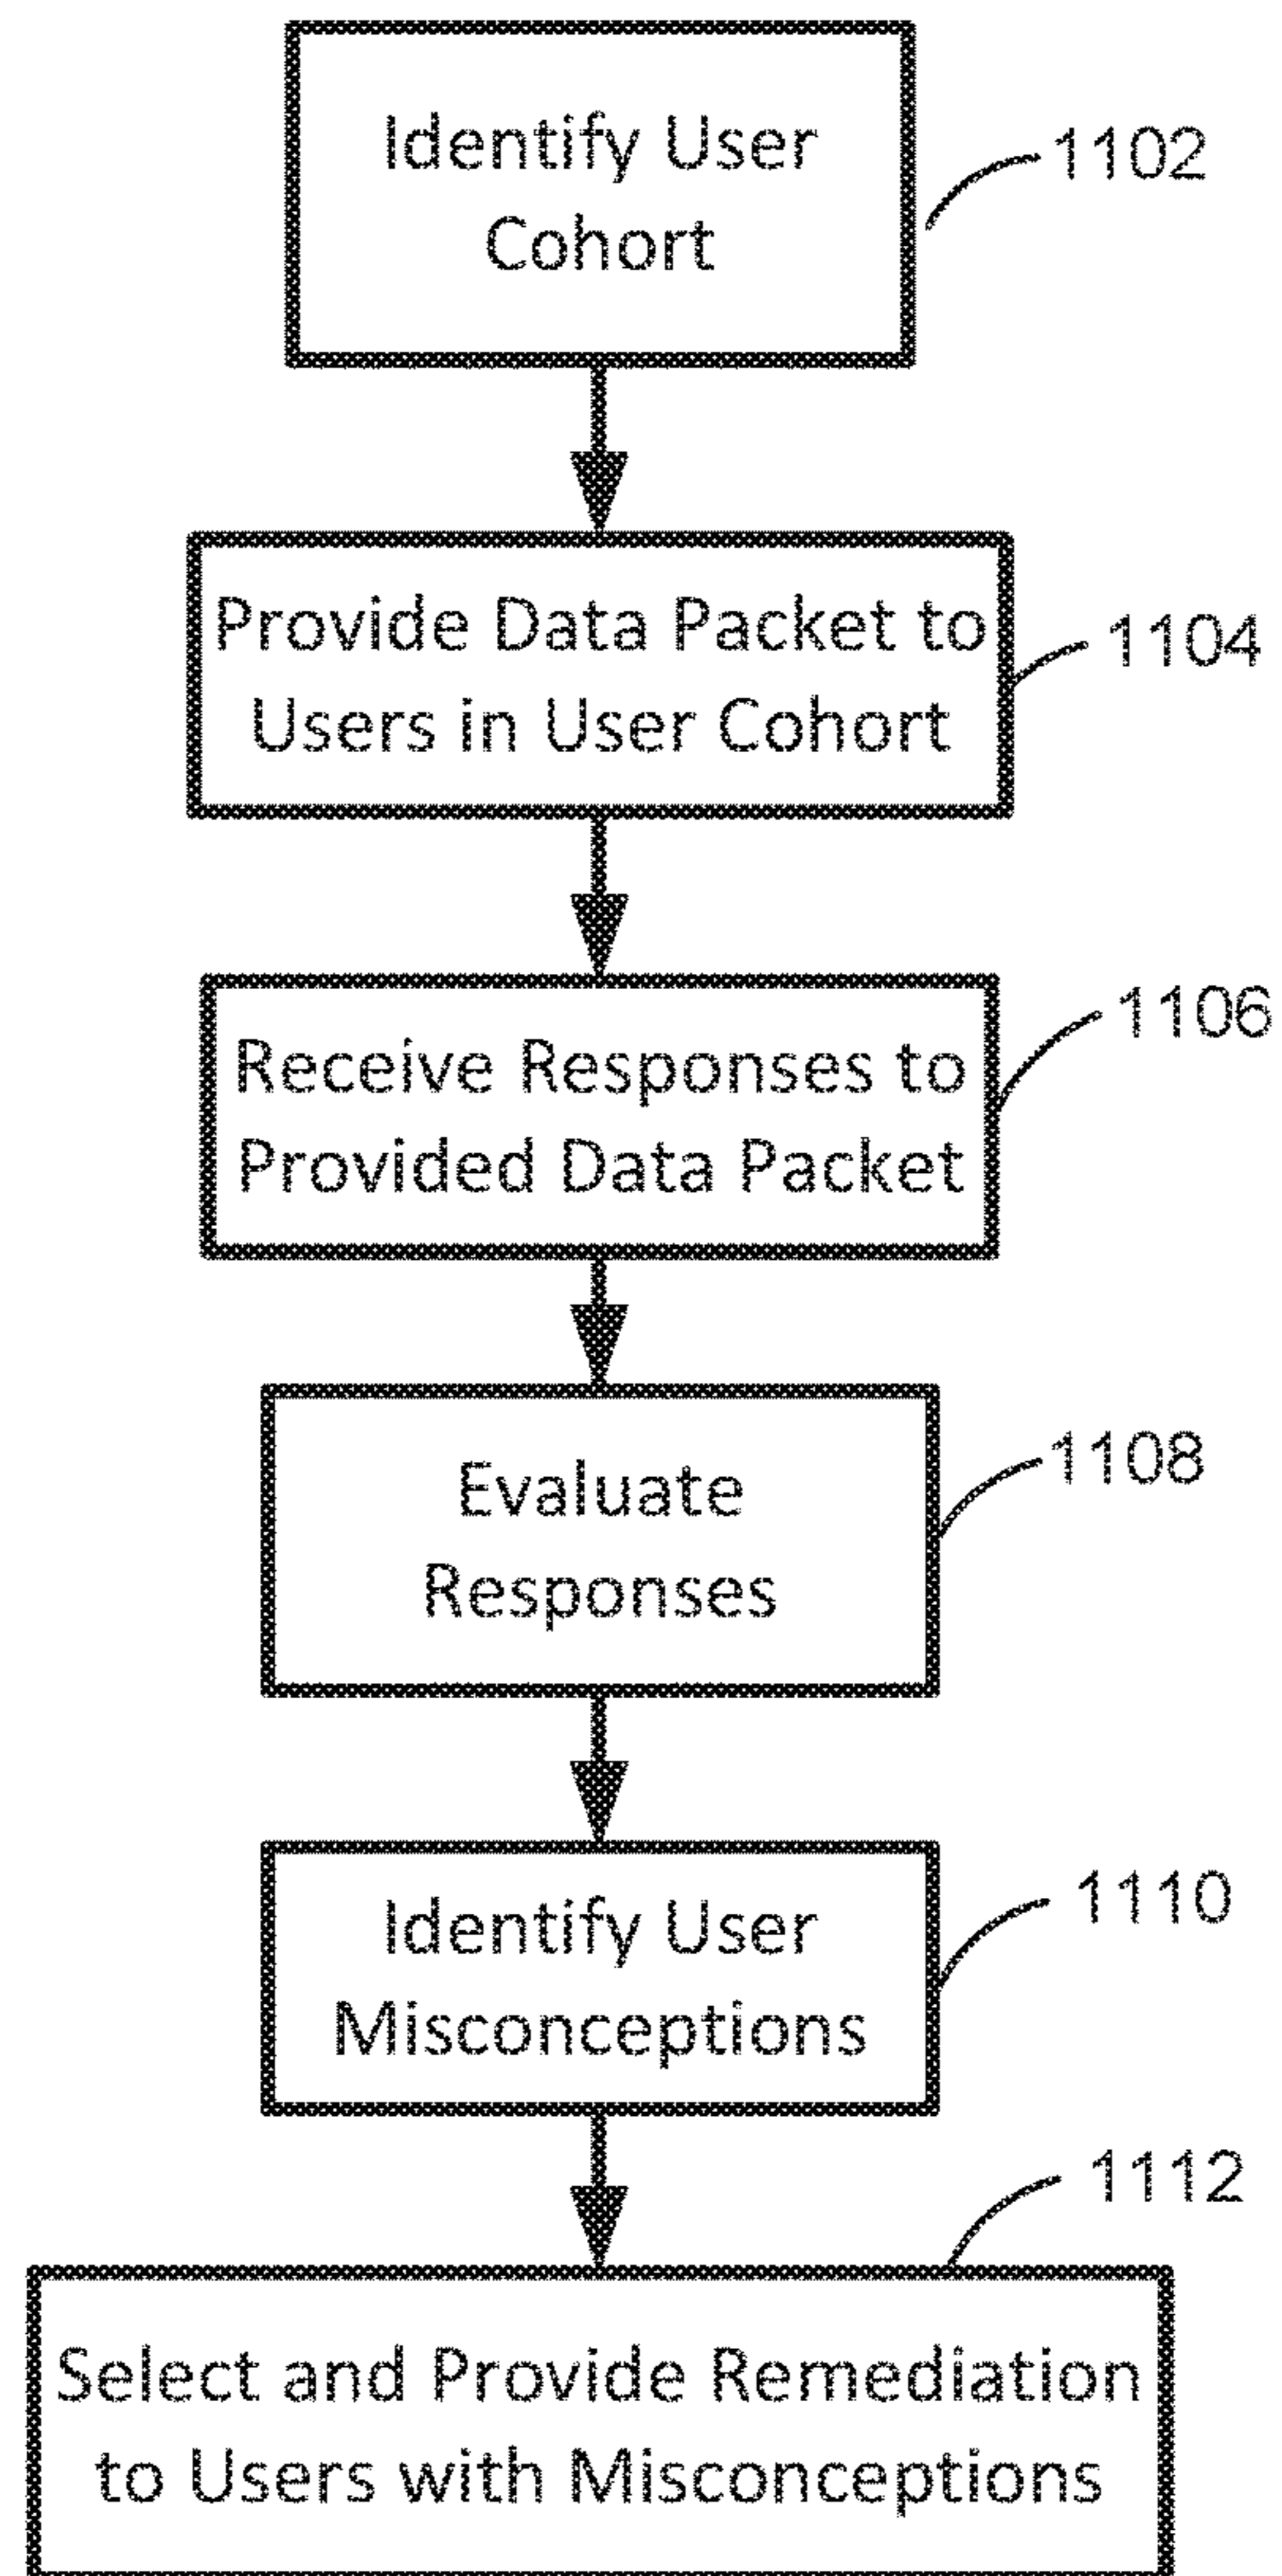 Identify User
Cohort
1102
Provide Data Packet to
Users in User Cohort
1104
Receive Responses to
Provided Data Packet
1106
Evaluate
Responses
1108
Identify User
Misconceptions
1110
1112
Select and Provide Remediation
to Users with Misconceptions